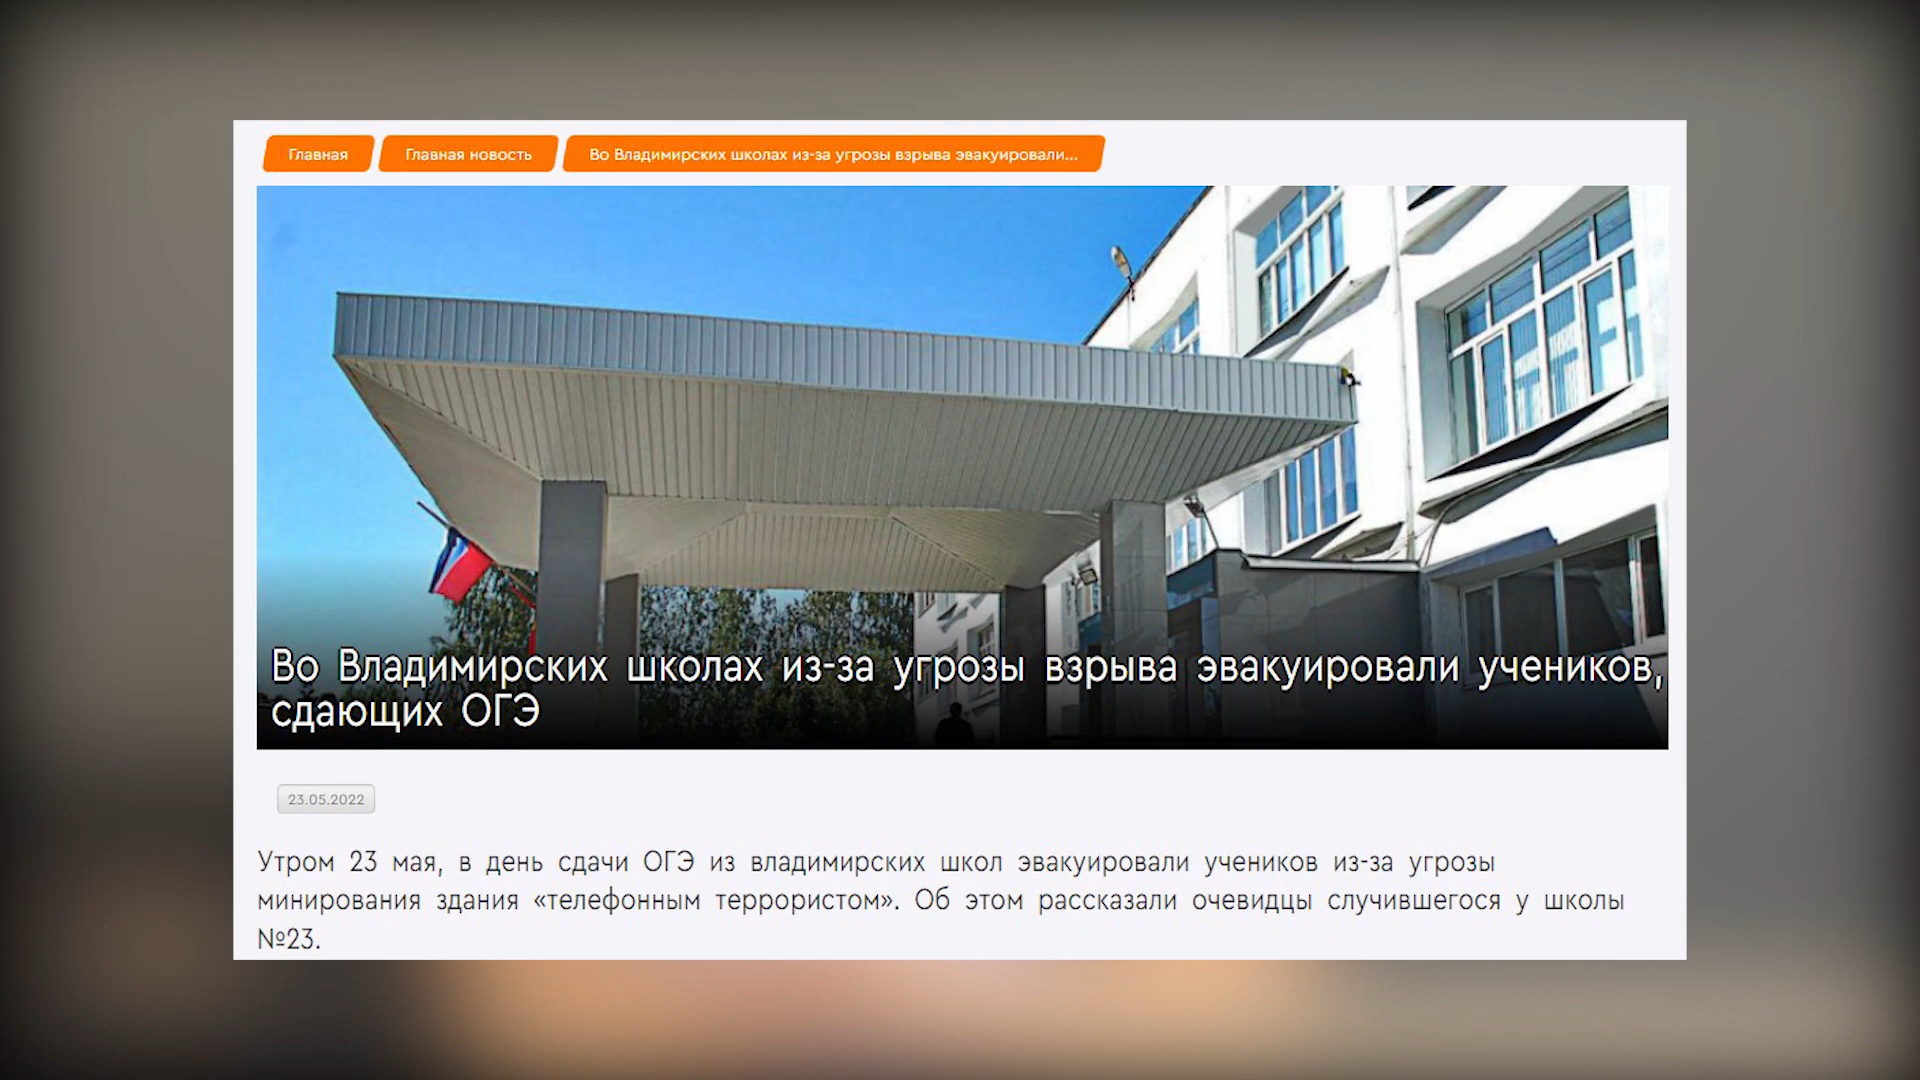 Главная
Главная новость
Во Владимирских школах из-за угрозы взрыва эвакуировали...
Во Владимирских школах из-за угрозы взрыва эвакуировали учеников,
сдающих ОГЭ
23.05.2022
Утром 23 мая, в день сдачи ОГЭ из владимирских школ эвакуировали учеников из-за угрозы
минирования здания «телефонным террористом». Об этом рассказали очевидцы случившегося у школы
№23.